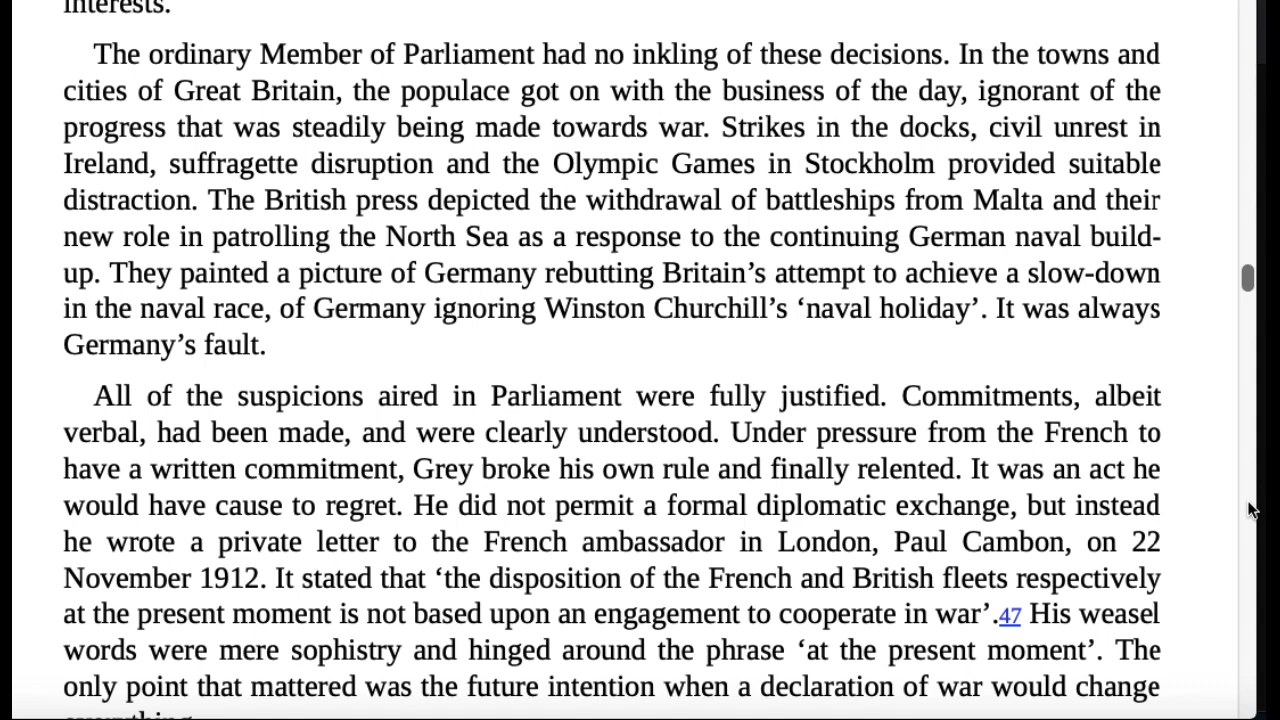 interests.
The ordinary Member of Parliament had no inkling of these decisions. In the towns and
cities of Great Britain, the populace got on with the business of the day, ignorant of the
progress that was steadily being made towards war. Strikes in the docks, civil unrest in
Ireland, suffragette disruption and the Olympic Games in Stockholm provided suitable
distraction. The British press depicted the withdrawal of battleships from Malta and their
new role in patrolling the North Sea as a response to the continuing German naval build-
up. They painted a picture of Germany rebutting Britain’s attempt to achieve a slow-down
in the naval race, of Germany ignoring Winston Churchill’s ‘naval holiday’. It was always
Germany’s fault.
All of the suspicions aired in Parliament were fully justified. Commitments, albeit
verbal, had been made, and were clearly understood. Under pressure from the French to
have a written commitment, Grey broke his own rule and finally relented. It was an act he
would have cause to regret. He did not permit a formal diplomatic exchange, but instead
he wrote a private letter to the French ambassador in London, Paul Cambon, on 22
November 1912. It stated that ‘the disposition of the French and British fleets respectively
at the present moment is not based upon an engagement to cooperate in war’.47 His weasel
words were mere sophistry and hinged around the phrase ‘at the present moment’. The
only point that mattered was the future intention when a declaration of war would change